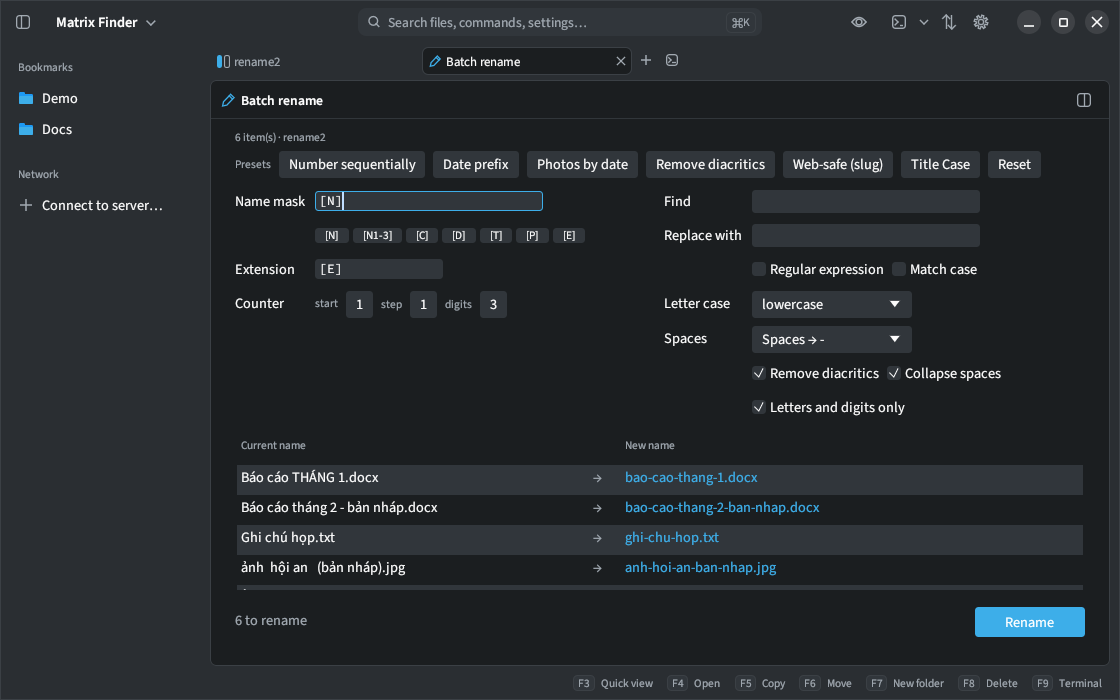 Matrix Finder
Search files, commands, settings… ⌘K
Bookmarks
Demo
Docs
Network
Connect to server…
rename2
Batch rename
Batch rename
6 item(s) · rename2
Presets Number sequentially Date prefix Photos by date Remove diacritics Web-safe (slug) Title Case Reset
Name mask [N] Find
[N] [N1-3] [C] [D] [T] [P] [E] Replace with
Extension [E] Regular expression Match case
Counter start 1 step 1 digits 3 Letter case lowercase
Spaces Spaces → -
Remove diacritics Collapse spaces
Letters and digits only
Current name New name
Báo cáo THÁNG 1.docx → bao-cao-thang-1.docx
Báo cáo tháng 2 - bản nháp.docx → bao-cao-thang-2-ban-nhap.docx
Ghi chú họp.txt → ghi-chu-hop.txt
ảnh  hội an   (bản nháp).jpg → anh-hoi-an-ban-nhap.jpg
6 to rename Rename
F3 Quick view F4 Open F5 Copy F6 Move F7 New folder F8 Delete F9 Terminal